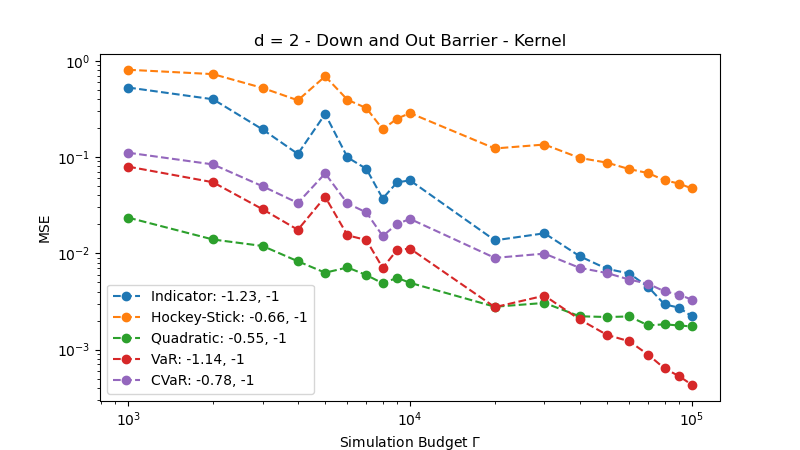 d = 2 - Down and Out Barrier - Kernel
MSE
10⁰
10⁻¹
10⁻²
10⁻³
Indicator: -1.23, -1
Hockey-Stick: -0.66, -1
Quadratic: -0.55, -1
VaR: -1.14, -1
CVaR: -0.78, -1
10³
10⁴
10⁵
Simulation Budget Γ